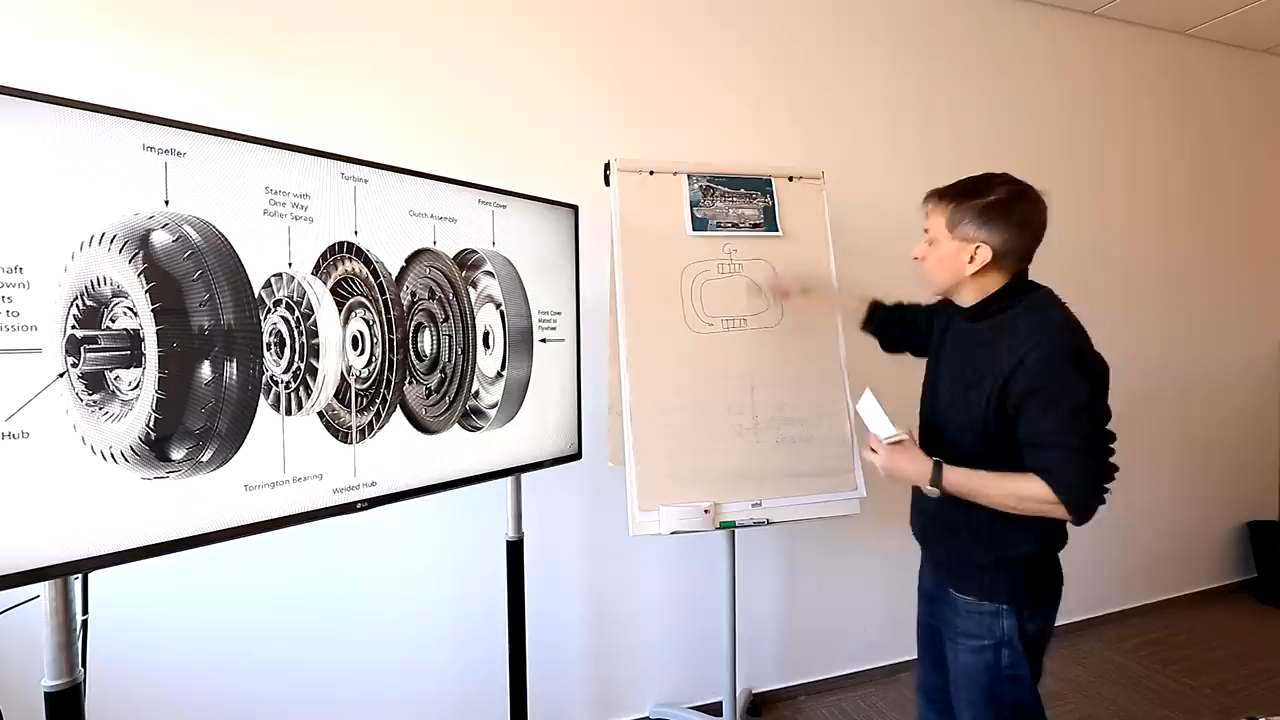 Impeller
Stator with
One Way
Roller Sprag
Turbine
Clutch Assembly
Front Cover
haft
own)
ts
to
ission
Hub
Front Cover
Mated to
Flywheel
Torrington Bearing
Welded Hub
LG
G